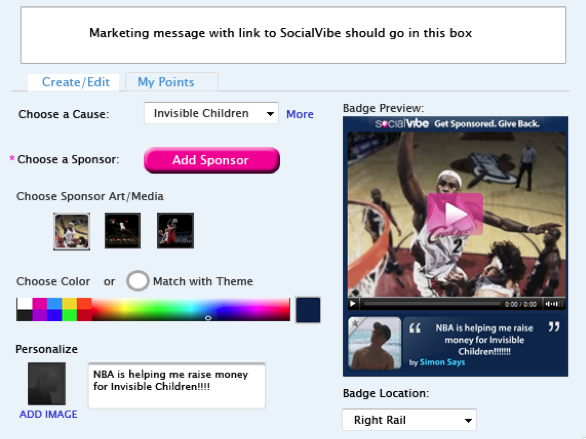 Marketing message with link to SocialVibe should go in this box
Create/Edit
My Points
Choose a Cause:
Invisible Children
More
* Choose a Sponsor:
Add Sponsor
Choose Sponsor Art/Media
Choose Color or Match with Theme
Personalize
ADD IMAGE
NBA is helping me raise money
for Invisible Children!!!!
Badge Preview:
socialvibe Get Sponsored. Give Back.
Cavaliers
2
0:00 / 0:00
“ NBA is helping me raise ”
money for Invisible
Children!!!!!!!
by Simon Says
Badge Location:
Right Rail